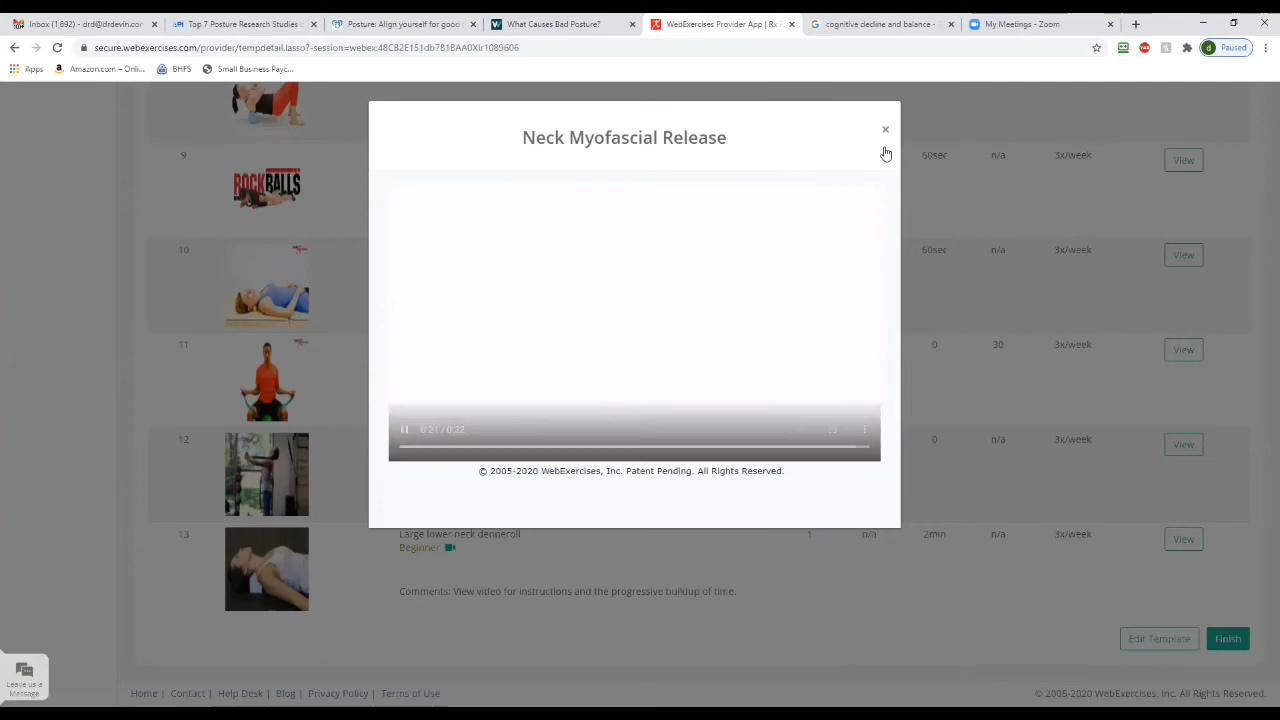 Inbox (1,692) - drd@drdevin.con
Top 7 Posture Research Studies
Posture: Align yourself for good
What Causes Bad Posture?
WebExercises Provider App | Rx F
cognitive decline and balance -
My Meetings - Zoom
secure.webexercises.com/provider/tempdetail.lasso?-session=webex:48CB2E151db781BAA0Xlr1089606
d Paused
Apps
Amazon.com – Onli...
BHFS
Small Business Payc...
Neck Myofascial Release
×
9
ROCKBALLS
60sec
n/a
3x/week
View
10
60sec
n/a
3x/week
View
11
0
30
3x/week
View
12
0
3x/week
View
0:21 / 0:22
© 2005-2020 WebExercises, Inc. Patent Pending. All Rights Reserved.
13
Large lower neck denneroll
1
n/a
2min
n/a
3x/week
View
Beginner
Comments: View video for instructions and the progressive buildup of time.
Edit Template
Finish
Leave us a
Message
Home | Contact | Help Desk | Blog | Privacy Policy | Terms of Use
© 2005-2020 WebExercises, Inc. All Rights Reserved.